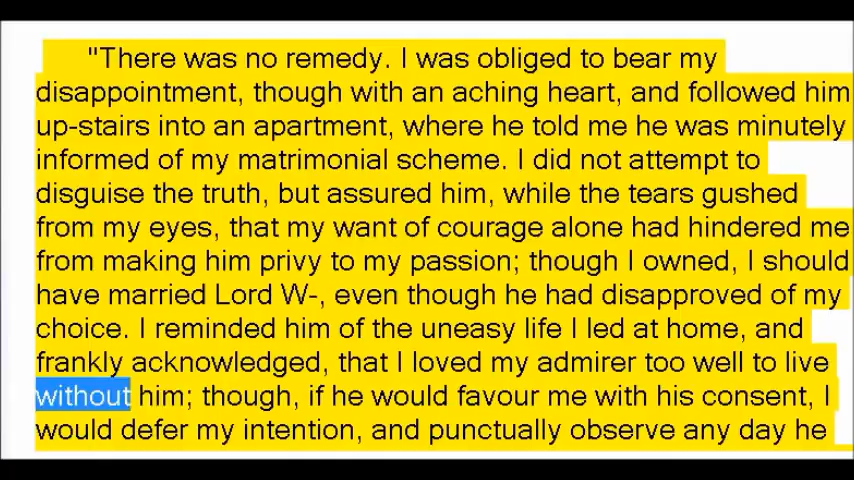 "There was no remedy. I was obliged to bear my
disappointment, though with an aching heart, and followed him
up-stairs into an apartment, where he told me he was minutely
informed of my matrimonial scheme. I did not attempt to
disguise the truth, but assured him, while the tears gushed
from my eyes, that my want of courage alone had hindered me
from making him privy to my passion; though I owned, I should
have married Lord W-, even though he had disapproved of my
choice. I reminded him of the uneasy life I led at home, and
frankly acknowledged, that I loved my admirer too well to live
without him; though, if he would favour me with his consent, I
would defer my intention, and punctually observe any day he